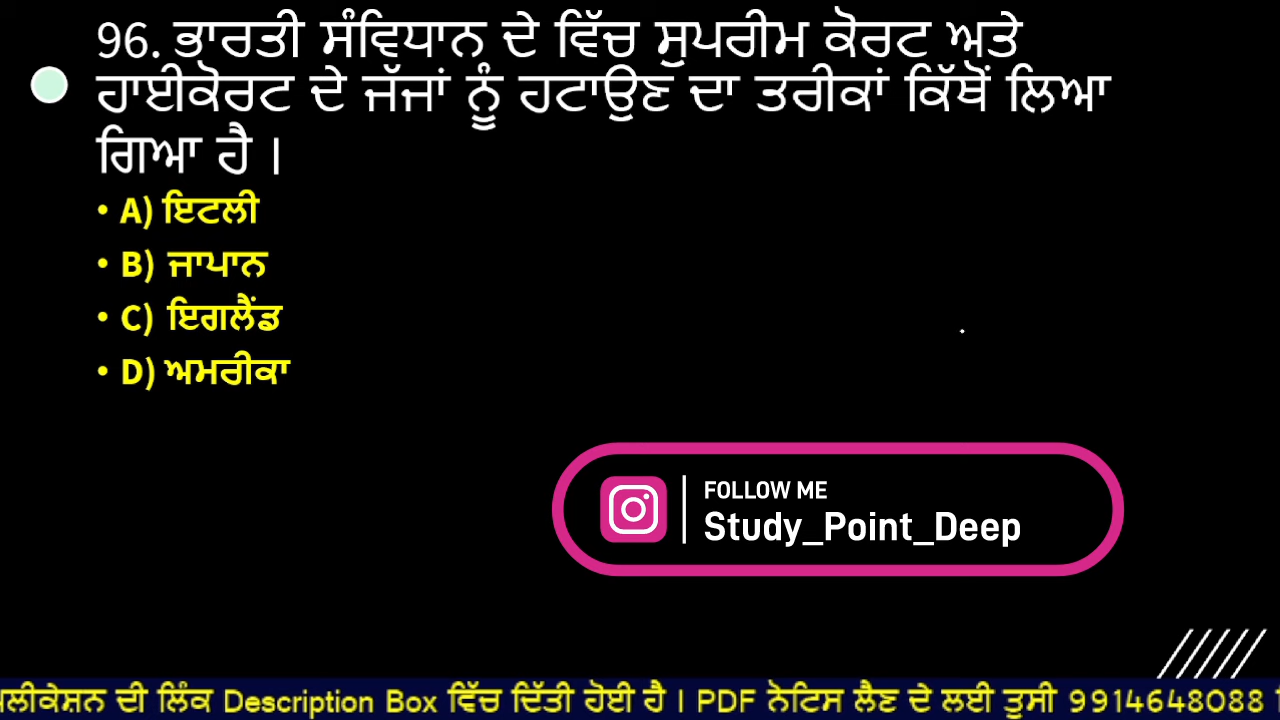 96. ਭਾਰਤੀ ਸੰਵਿਧਾਨ ਦੇ ਵਿੱਚ ਸੁਪਰੀਮ ਕੋਰਟ ਅਤੇ
ਹਾਈਕੋਰਟ ਦੇ ਜੱਜਾਂ ਨੂੰ ਹਟਾਉਣ ਦਾ ਤਰੀਕਾਂ ਕਿੱਥੋਂ ਲਿਆ
ਗਿਆ ਹੈ ।
• A) ਇਟਲੀ
• B) ਜਾਪਾਨ
• C) ਇਗਲੈਂਡ
• D) ਅਮਰੀਕਾ
FOLLOW ME
Study_Point_Deep
ਦੀ ਲਿੰਕ Description Box ਵਿੱਚ ਦਿੱਤੀ ਹੋਈ ਹੈ । PDF ਨੋਟਿਸ ਲੈਣ ਦੇ ਲਈ ਤੁਸੀ 9914648088